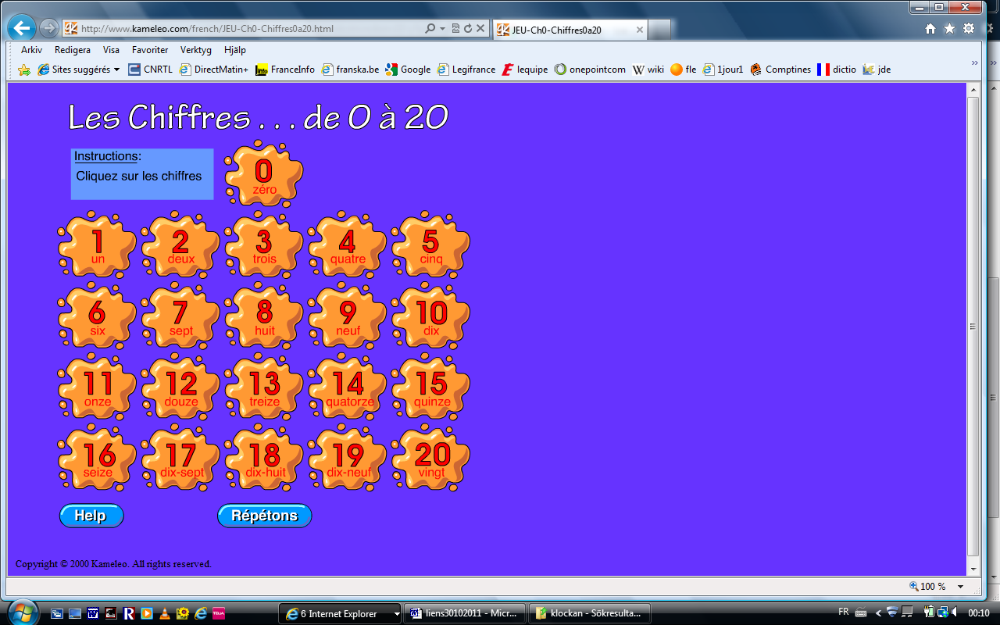 http://www.kameleo.com/french/JEU-Ch0-Chiffres0a20.html
JEU-Ch0-Chiffres0a20
Arkiv Redigera Visa Favoriter Verktyg Hjälp
Sites suggérés CNRTL DirectMatin+ FranceInfo franska.be Google Legifrance lequipe onepointcom wiki fle 1jour1 Comptines dictio jde
Les Chiffres . . . de 0 à 20
Instructions:
Cliquez sur les chiffres
0
zéro
1 2 3 4 5
un deux trois quatre cinq
6 7 8 9 10
six sept huit neuf dix
11 12 13 14 15
onze douze treize quatorze quinze
16 17 18 19 20
seize dix-sept dix-huit dix-neuf vingt
Help Répétons
Copyright © 2000 Kameleo. All rights reserved.
100 %
6 Internet Explorer liens30102011 - Micr... klockan - Sökresulta... FR 00:10